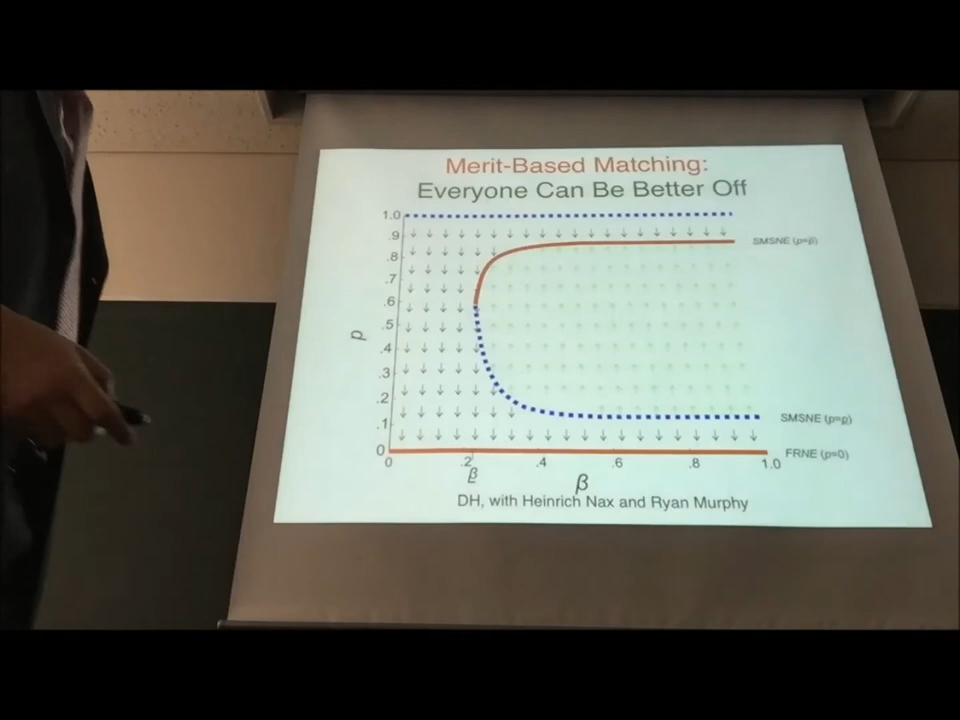 Merit-Based Matching:
Everyone Can Be Better Off
1.0
.9
.8
.7
.6
.5
.4
.3
.2
.1
0
p
SMSNE (p=p̄)
SMSNE (p=p̲)
FRNE (p=0)
0 .2 .4 .6 .8 1.0
β̲
β
DH, with Heinrich Nax and Ryan Murphy